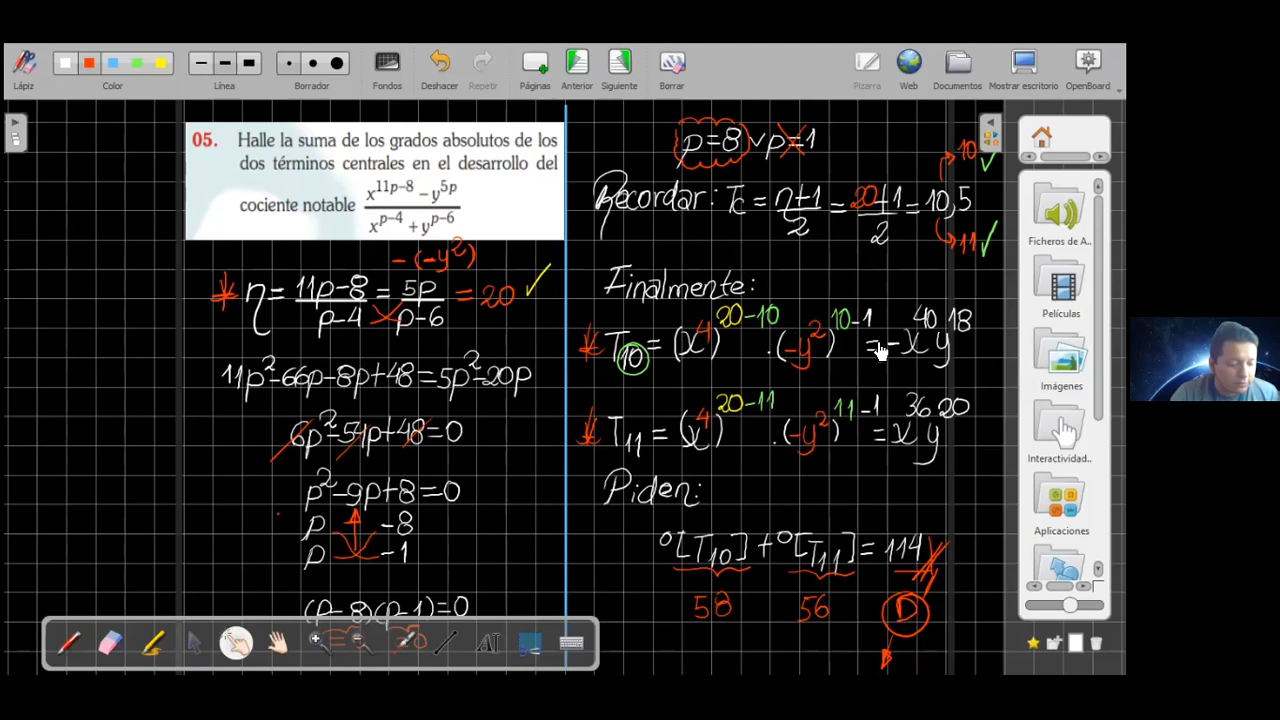 Lápiz
Color
Línea
Borrador
Fondos
Deshacer
Repetir
Páginas
Anterior
Siguiente
Borrar
Pizarra
Web
Documentos
Mostrar escritorio
OpenBoard
05. Halle la suma de los grados absolutos de los
dos términos centrales en el desarrollo del
cociente notable (x^{11p-8} - y^{5p})/(x^{p-4} + y^{p-6})
-(-y²)
n = (11p-8)/(p-4) = 5p/(p-6) = 20 ✓
11p²-66p-8p+48=5p²-20p
6p²-54p+48=0
p²-9p+8=0
p -8
p -1
(p-8)(p-1)=0
p=8 ∨ p=1
Recordar: Tc = (n+1)/2 = (20+1)/2 = 10,5
10 ✓
11 ✓
Finalmente:
T10 = (x⁴)^{20-10} . (-y²)^{10-1} = -x^{40} y^{18}
T11 = (x⁴)^{20-11} . (-y²)^{11-1} = x^{36} y^{20}
Piden:
°[T10] + °[T11] = 114
58 56 D
Ficheros de A...
Películas
Imágenes
Interactividad...
Aplicaciones